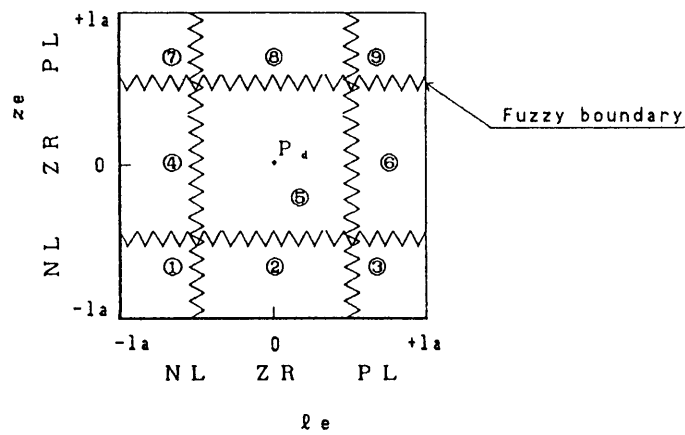 +1a
PL
⑦ ⑧ ⑨
ze
Fuzzy boundary
ZR
0
④
P d
⑥
⑤
NL
① ② ③
-1a
-1a 0 +1a
NL ZR PL
ℓe